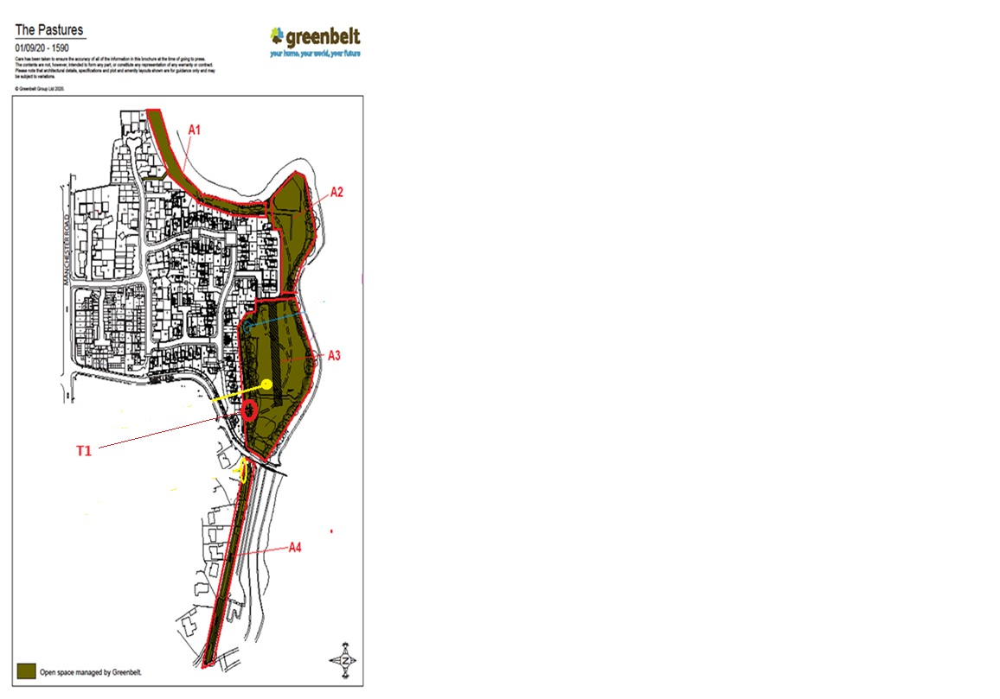 The Pastures
01/09/20 - 1590
Care has been taken to ensure the accuracy of all of the information in this brochure at the time of going to press.
The contents are not, however, intended to form any part, or constitute any representation of any warranty or contract.
Please note that architectural details, specifications and plot and amenity layouts shown are for guidance only and may
be subject to variations.
© Greenbelt Group Ltd 2020.
greenbelt
your home, your world, your future
A1
A2
MANCHESTER ROAD
A3
T1
A4
N
Open space managed by Greenbelt.